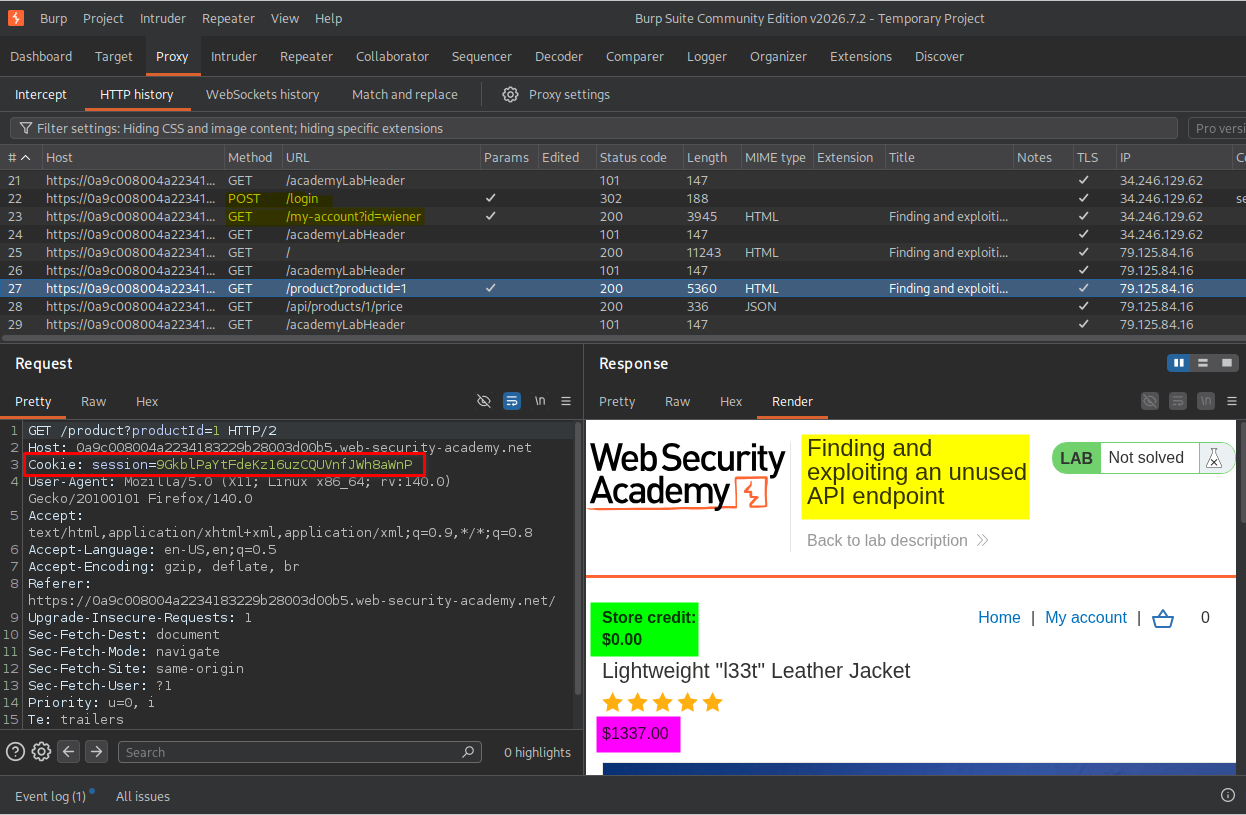 Burp Project Intruder Repeater View Help Burp Suite Community Edition v2026.7.2 - Temporary Project
Dashboard Target Proxy Intruder Repeater Collaborator Sequencer Decoder Comparer Logger Organizer Extensions Discover
Intercept HTTP history WebSockets history Match and replace Proxy settings
Filter settings: Hiding CSS and image content; hiding specific extensions Pro versi
# Host Method URL Params Edited Status code Length MIME type Extension Title Notes TLS IP Co
21 https://0a9c008004a22341... GET /academyLabHeader 101 147 ✓ 34.246.129.62
22 https://0a9c008004a22341... POST /login ✓ 302 188 ✓ 34.246.129.62 se
23 https://0a9c008004a22341... GET /my-account?id=wiener ✓ 200 3945 HTML Finding and exploiti... ✓ 34.246.129.62
24 https://0a9c008004a22341... GET /academyLabHeader 101 147 ✓ 34.246.129.62
25 https://0a9c008004a22341... GET / 200 11243 HTML Finding and exploiti... ✓ 79.125.84.16
26 https://0a9c008004a22341... GET /academyLabHeader 101 147 ✓ 79.125.84.16
27 https://0a9c008004a22341... GET /product?productId=1 ✓ 200 5360 HTML Finding and exploiti... ✓ 79.125.84.16
28 https://0a9c008004a22341... GET /api/products/1/price 200 336 JSON ✓ 79.125.84.16
29 https://0a9c008004a22341... GET /academyLabHeader 101 147 ✓ 79.125.84.16
Request
Pretty Raw Hex \n
1 GET /product?productId=1 HTTP/2
2 Host: 0a9c008004a2234183229b28003d00b5.web-security-academy.net
3 Cookie: session=9GkblPaYtFdeKzl6uzCQUVnfJWh8aWnP
4 User-Agent: Mozilla/5.0 (X11; Linux x86_64; rv:140.0)
Gecko/20100101 Firefox/140.0
5 Accept:
text/html,application/xhtml+xml,application/xml;q=0.9,*/*;q=0.8
6 Accept-Language: en-US,en;q=0.5
7 Accept-Encoding: gzip, deflate, br
8 Referer:
https://0a9c008004a2234183229b28003d00b5.web-security-academy.net/
9 Upgrade-Insecure-Requests: 1
10 Sec-Fetch-Dest: document
11 Sec-Fetch-Mode: navigate
12 Sec-Fetch-Site: same-origin
13 Sec-Fetch-User: ?1
14 Priority: u=0, i
15 Te: trailers
Search 0 highlights
Response
Pretty Raw Hex Render \n
Web Security
Academy
Finding and
exploiting an unused
API endpoint
Back to lab description
LAB Not solved
Store credit:
$0.00
Home | My account | 0
Lightweight "l33t" Leather Jacket
$1337.00
Event log (1) All issues